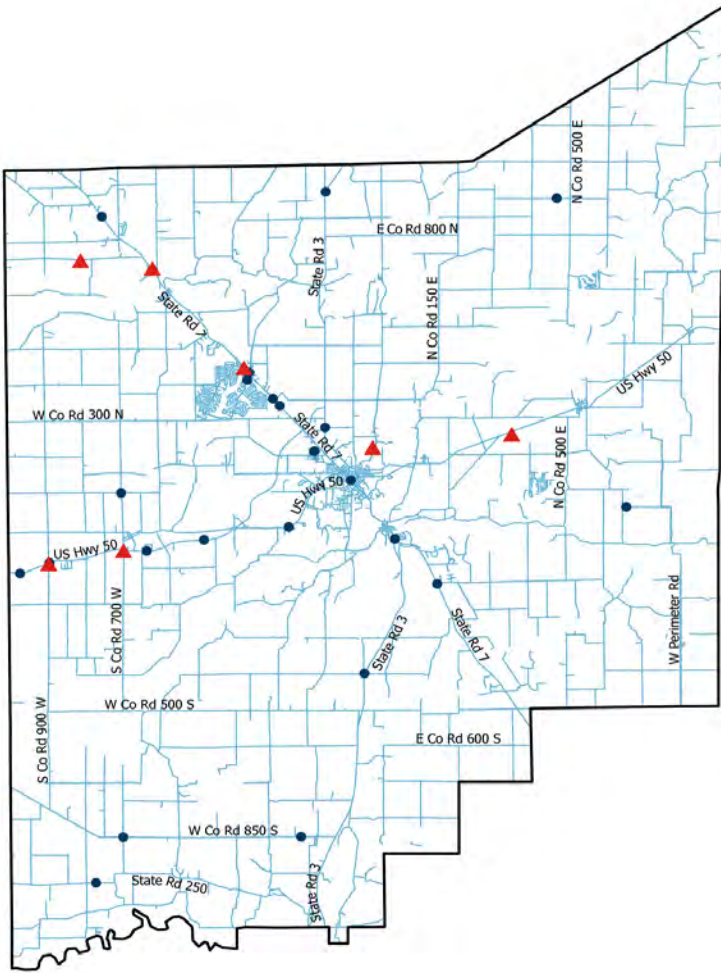 N Co Rd 500 E
E Co Rd 800 N
State Rd 3
N Co Rd 150 E
State Rd 7
US Hwy 50
W Co Rd 300 N
State Rd 7
N Co Rd 500 E
US Hwy 50
US Hwy 50
S Co Rd 700 W
State Rd 3
State Rd 7
W Perimeter Rd
W Co Rd 500 S
S Co Rd 900 W
E Co Rd 600 S
W Co Rd 850 S
State Rd 250
State Rd 3